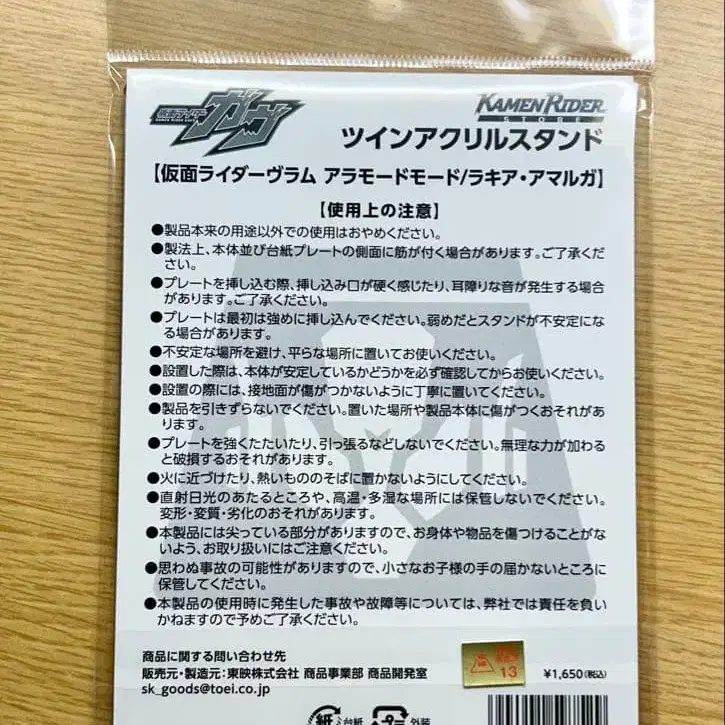 仮面ライダー
KAMEN RIDER GAVV
ガヴ
KAMEN RIDER
STORE
ツインアクリルスタンド
【仮面ライダーヴラム アラモードモード/ラキア・アマルガ】
【使用上の注意】
●製品本来の用途以外での使用はおやめください。
●製法上、本体並び台紙プレートの側面に筋が付く場合があります。ご了承くだ
さい。
●プレートを挿し込む際、挿し込み口が硬く感じたり、耳障りな音が発生する場合
があります。ご了承ください。
●プレートは最初は強めに挿し込んでください。弱めだとスタンドが不安定にな
る場合があります。
●不安定な場所を避け、平らな場所に置いてお使いください。
●設置した際は、本体が安定しているかどうかを必ず確認してからお使いください。
●設置の際には、接地面が傷がつかないように丁寧に置いてください。
●製品を引きずらないでください。置いた場所や製品本体に傷がつくおそれがあ
ります。
●プレートを強くたたいたり、引っ張るなどしないでください。無理な力が加わる
と破損するおそれがあります。
●火に近づけたり、熱いもののそばに置かないようにしてください。
●直射日光のあたるところや、高温・多湿な場所には保管しないでください。
変形・変質・劣化のおそれがあります。
●本製品には尖っている部分がありますので、お身体や物品を傷つけることがな
いよう、お取り扱いにはご注意ください。
●思わぬ事故の可能性がありますので、小さなお子様の手の届かないところに
保管してください。
●本製品の使用時に発生した事故や故障等については、弊社では責任を負い
かねますので予めご了承ください。
商品に関する問い合わせ先
販売元・製造元:東映株式会社 商品事業部 商品開発室
sk_goods@toei.co.jp
13
¥1,650(税込)
紙
台紙
プラ
外装